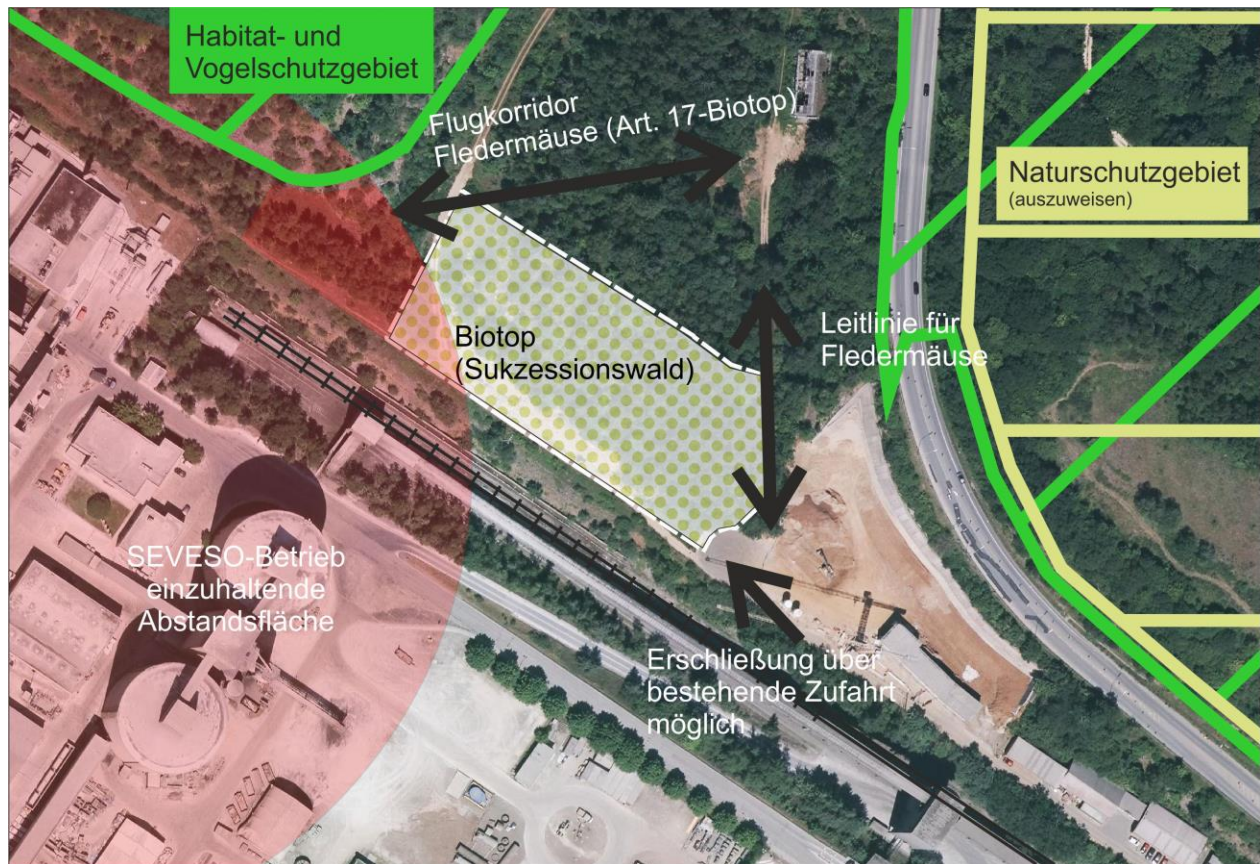 Habitat- und
Vogelschutzgebiet
Flugkorridor
Fledermäuse (Art. 17-Biotop)
Naturschutzgebiet
(auszuweisen)
Biotop
(Sukzessionswald)
Leitlinie für
Fledermäuse
SEVESO-Betrieb
einzuhaltende
Abstandsfläche
Erschließung über
bestehende Zufahrt
möglich